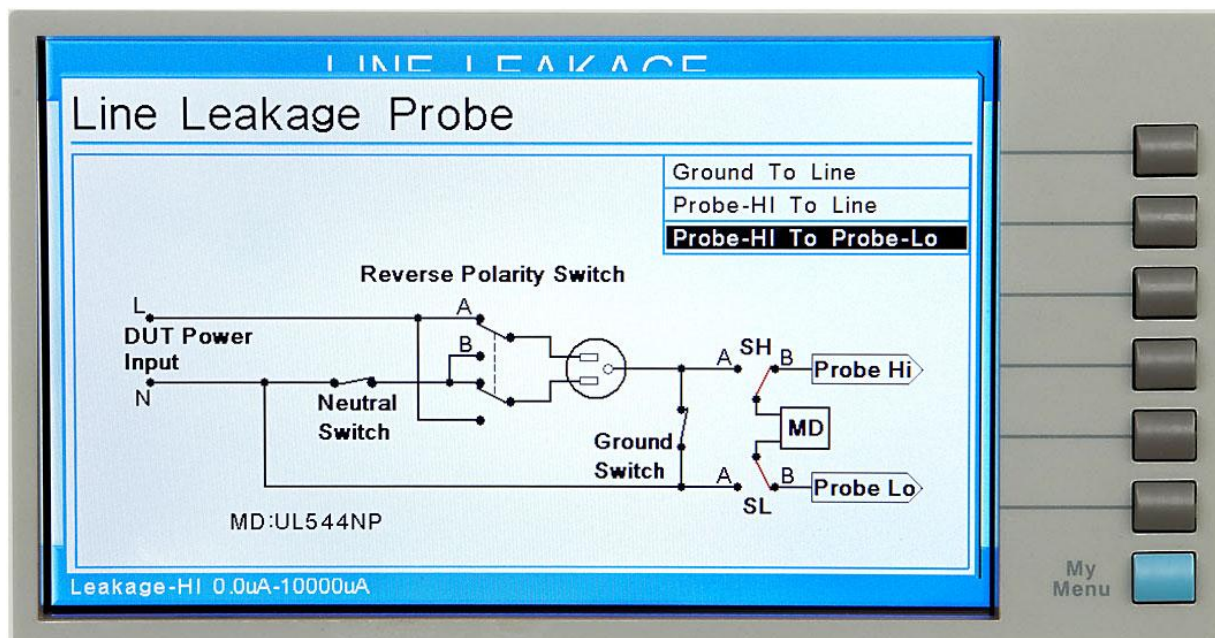 LINE LEAKAGE
Line Leakage Probe
Ground To Line
Probe-HI To Line
Probe-HI To Probe-Lo
Reverse Polarity Switch
L
A
DUT Power
Input
B
N
Neutral
Switch
A
SH
B
Probe Hi
MD
Ground
Switch
A
B
Probe Lo
SL
MD:UL544NP
Leakage-HI 0.0uA-10000uA
My
Menu